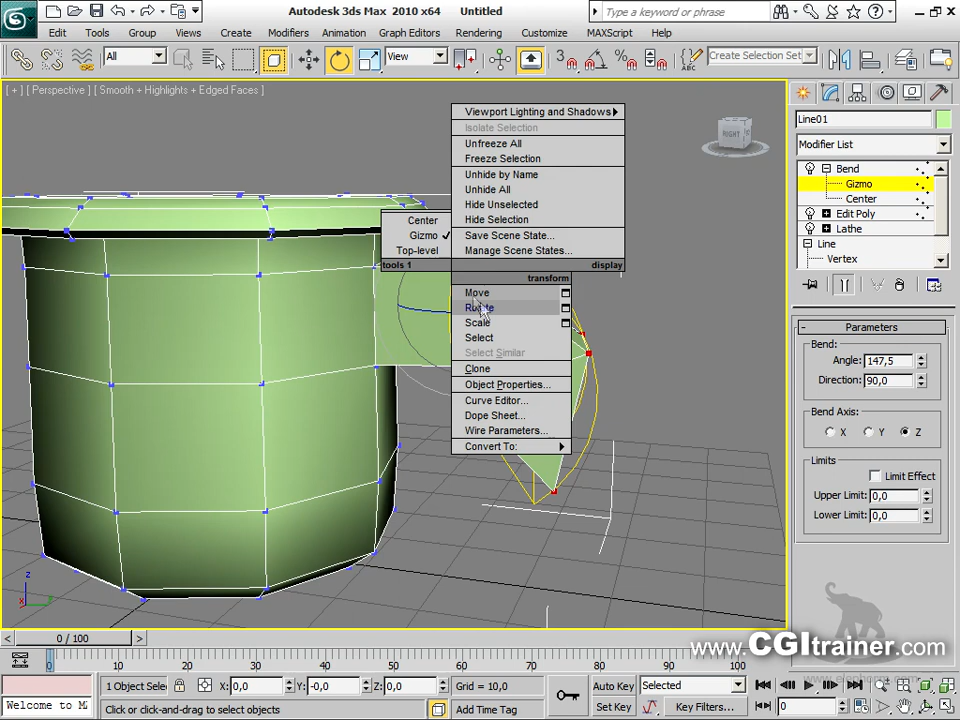 Autodesk 3ds Max 2010 x64 Untitled
Type a keyword or phrase
Edit Tools Group Views Create Modifiers Animation Graph Editors Rendering Customize MAXScript Help
All
View
Create Selection Set
[ + ] [ Perspective ] [ Smooth + Highlights + Edged Faces ]
RIGHT
Viewport Lighting and Shadows
Isolate Selection
Unfreeze All
Freeze Selection
Unhide by Name
Unhide All
Hide Unselected
Hide Selection
Save Scene State...
Manage Scene States...
Center
Gizmo
Top-level
tools 1
display
transform
Move
Rotate
Scale
Select
Select Similar
Clone
Object Properties...
Curve Editor...
Dope Sheet...
Wire Parameters...
Convert To:
Line01
Modifier List
Bend
Gizmo
Center
Edit Poly
Lathe
Line
Vertex
Parameters
Bend:
Angle: 147,5
Direction: 90,0
Bend Axis:
X Y Z
Limits
Limit Effect
Upper Limit: 0,0
Lower Limit: 0,0
z
x
y
www.CGItrainer.com
0 / 100
0 10 20 30 40 50 60 70 80 90 100
1 Object Sele
X: 0,0
Y: -0,0
Z: 0,0
Grid = 10,0
Auto Key
Selected
Welcome to M
Click or click-and-drag to select objects
Add Time Tag
Set Key
Key Filters...
0